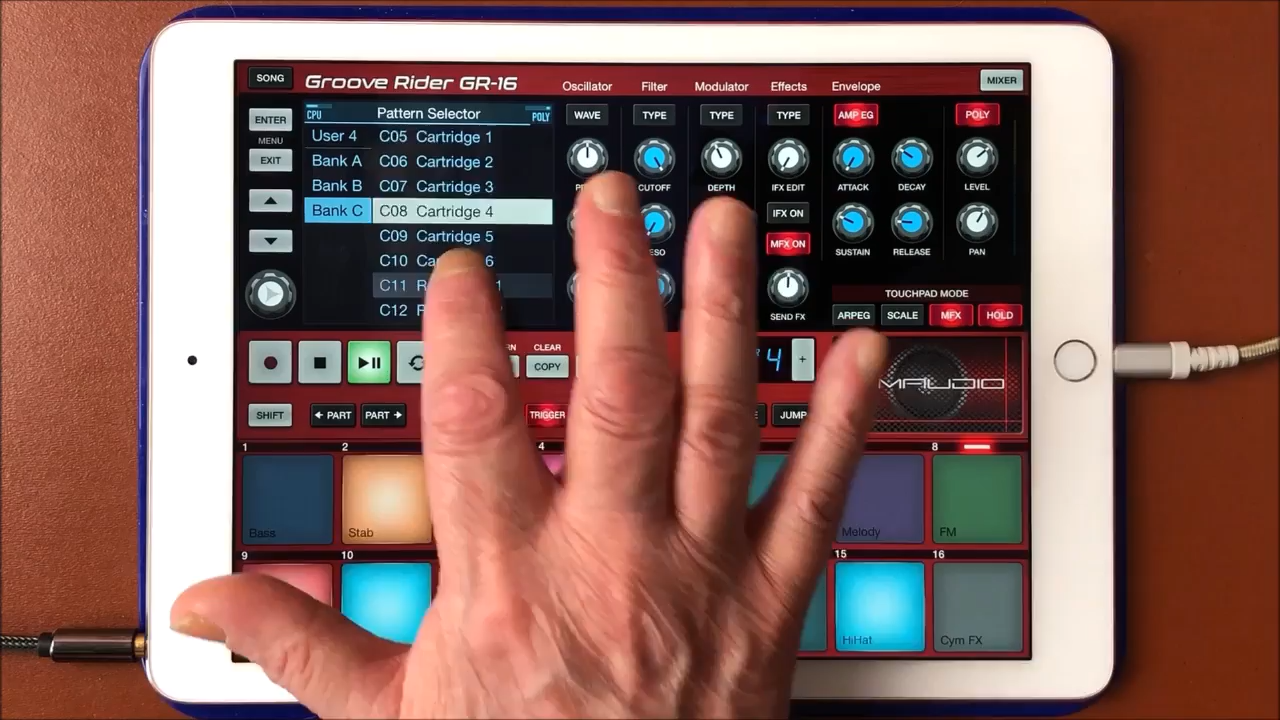 SONG
Groove Rider GR-16
Oscillator Filter Modulator Effects Envelope
MIXER
ENTER
MENU
EXIT
CPU Pattern Selector POLY
User 4 C05 Cartridge 1
Bank A C06 Cartridge 2
Bank B C07 Cartridge 3
Bank C C08 Cartridge 4
C09 Cartridge 5
C10 6
C11 1
C12
WAVE TYPE TYPE TYPE AMP EG POLY
CUTOFF DEPTH IFX EDIT ATTACK DECAY LEVEL
IFX ON
MFX ON
SUSTAIN RELEASE PAN
SEND FX
TOUCHPAD MODE
ARPEG SCALE MFX HOLD
CLEAR
COPY
4 +
MAUDIO
SHIFT PART PART TRIGGER JUMP
1 2 4 8
Bass Stab Melody FM
9 10 15 16
HiHat Cym FX